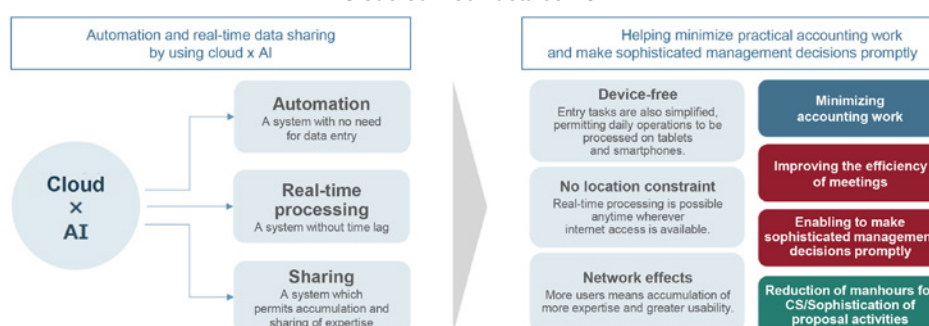 Automation and real-time data sharing
by using cloud x AI
Helping minimize practical accounting work
and make sophisticated management decisions promptly
Cloud
×
AI
Automation
A system with no need
for data entry
Real-time
processing
A system without time lag
Sharing
A system which
permits accumulation and
sharing of expertise
Device-free
Entry tasks are also simplified,
permitting daily operations to be
processed on tablets
and smartphones.
No location constraint
Real-time processing is possible
anytime wherever
internet access is available.
Network effects
More users means accumulation of
more expertise and greater usability.
Minimizing
accounting work
Improving the efficiency
of meetings
Enabling to make
sophisticated managemen
decisions promptly
Reduction of manhours fo
CS/Sophistication of
proposal activities